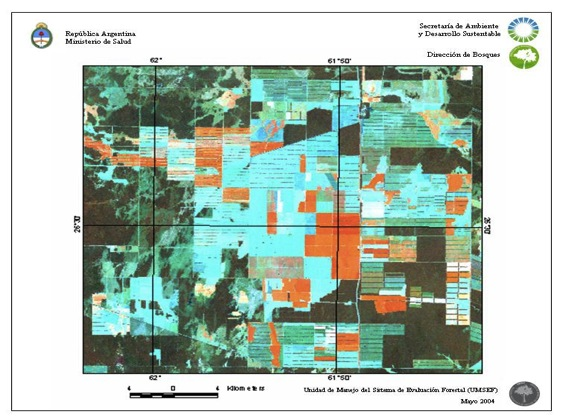 República Argentina
Ministerio de Salud
Secretaría de Ambiente
y Desarrollo Sustentable
Dirección de Bosques
62° 61°50'
26°30' 26°30'
62° 61°50'
4 0 4 Kilometers
Unidad de Manejo del Sistema de Evaluación Forestal (UMSEF)
Mayo 2004